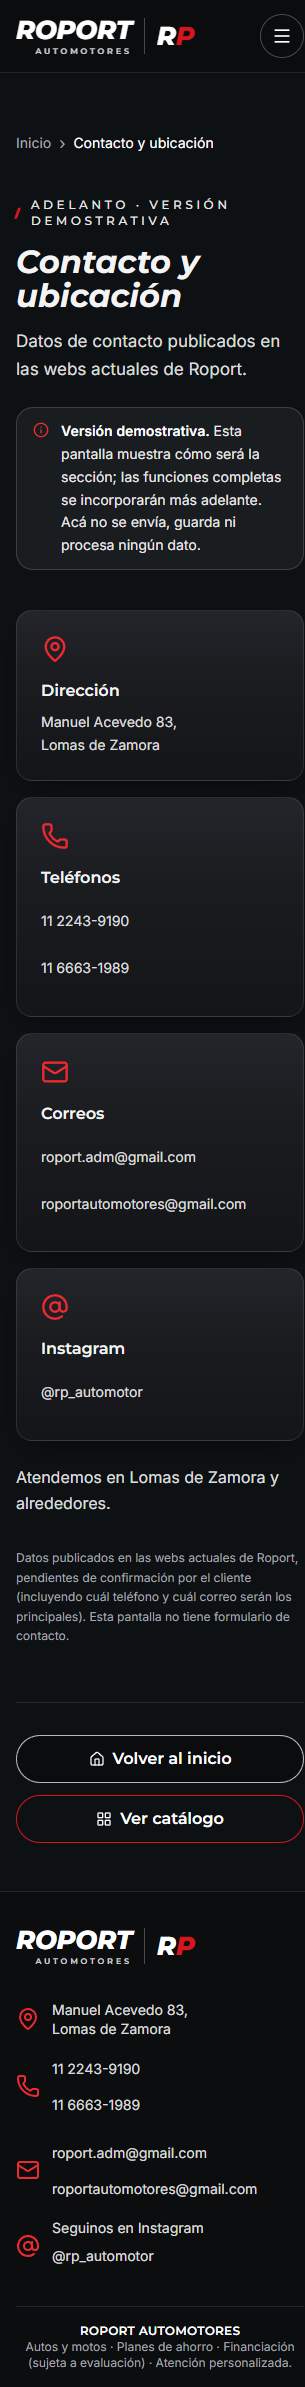 ROPORT
AUTOMOTORES
RP
Inicio › Contacto y ubicación
ADELANTO · VERSIÓN
DEMOSTRATIVA
Contacto y
ubicación
Datos de contacto publicados en
las webs actuales de Roport.
Versión demostrativa. Esta
pantalla muestra cómo será la
sección; las funciones completas
se incorporarán más adelante.
Acá no se envía, guarda ni
procesa ningún dato.
Dirección
Manuel Acevedo 83,
Lomas de Zamora
Teléfonos
11 2243-9190
11 6663-1989
Correos
roport.adm@gmail.com
roportautomotores@gmail.com
Instagram
@rp_automotor
Atendemos en Lomas de Zamora y
alrededores.
Datos publicados en las webs actuales de Roport,
pendientes de confirmación por el cliente
(incluyendo cuál teléfono y cuál correo serán los
principales). Esta pantalla no tiene formulario de
contacto.
Volver al inicio
Ver catálogo
ROPORT
AUTOMOTORES
RP
Manuel Acevedo 83,
Lomas de Zamora
11 2243-9190
11 6663-1989
roport.adm@gmail.com
roportautomotores@gmail.com
Seguinos en Instagram
@rp_automotor
ROPORT AUTOMOTORES
Autos y motos · Planes de ahorro · Financiación
(sujeta a evaluación) · Atención personalizada.